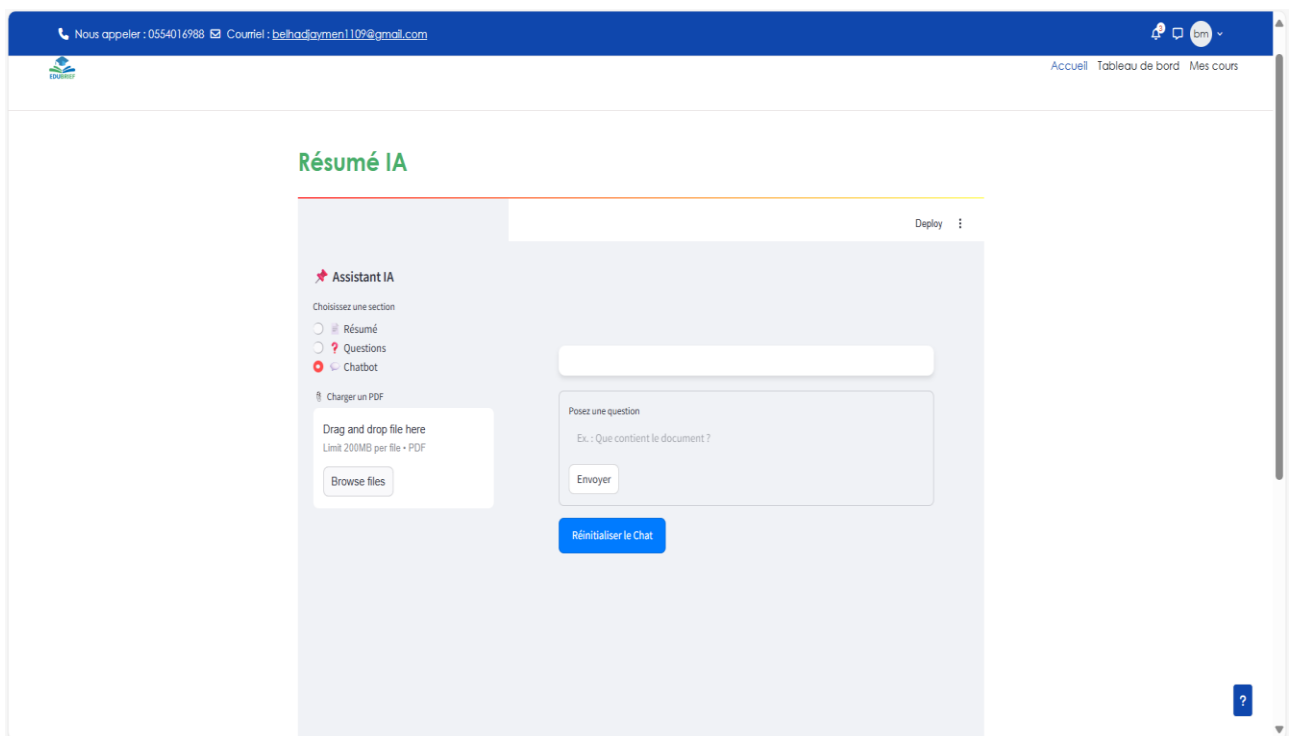 Nous appeler : 0554016988 Courriel : belhadjaymen1109@gmail.com
bm
EDUBRIEF
Accueil Tableau de bord Mes cours
Résumé IA
Deploy
Assistant IA
Choisissez une section
Résumé
Questions
Chatbot
Charger un PDF
Drag and drop file here
Limit 200MB per file • PDF
Browse files
Posez une question
Ex. : Que contient le document ?
Envoyer
Réinitialiser le Chat
?